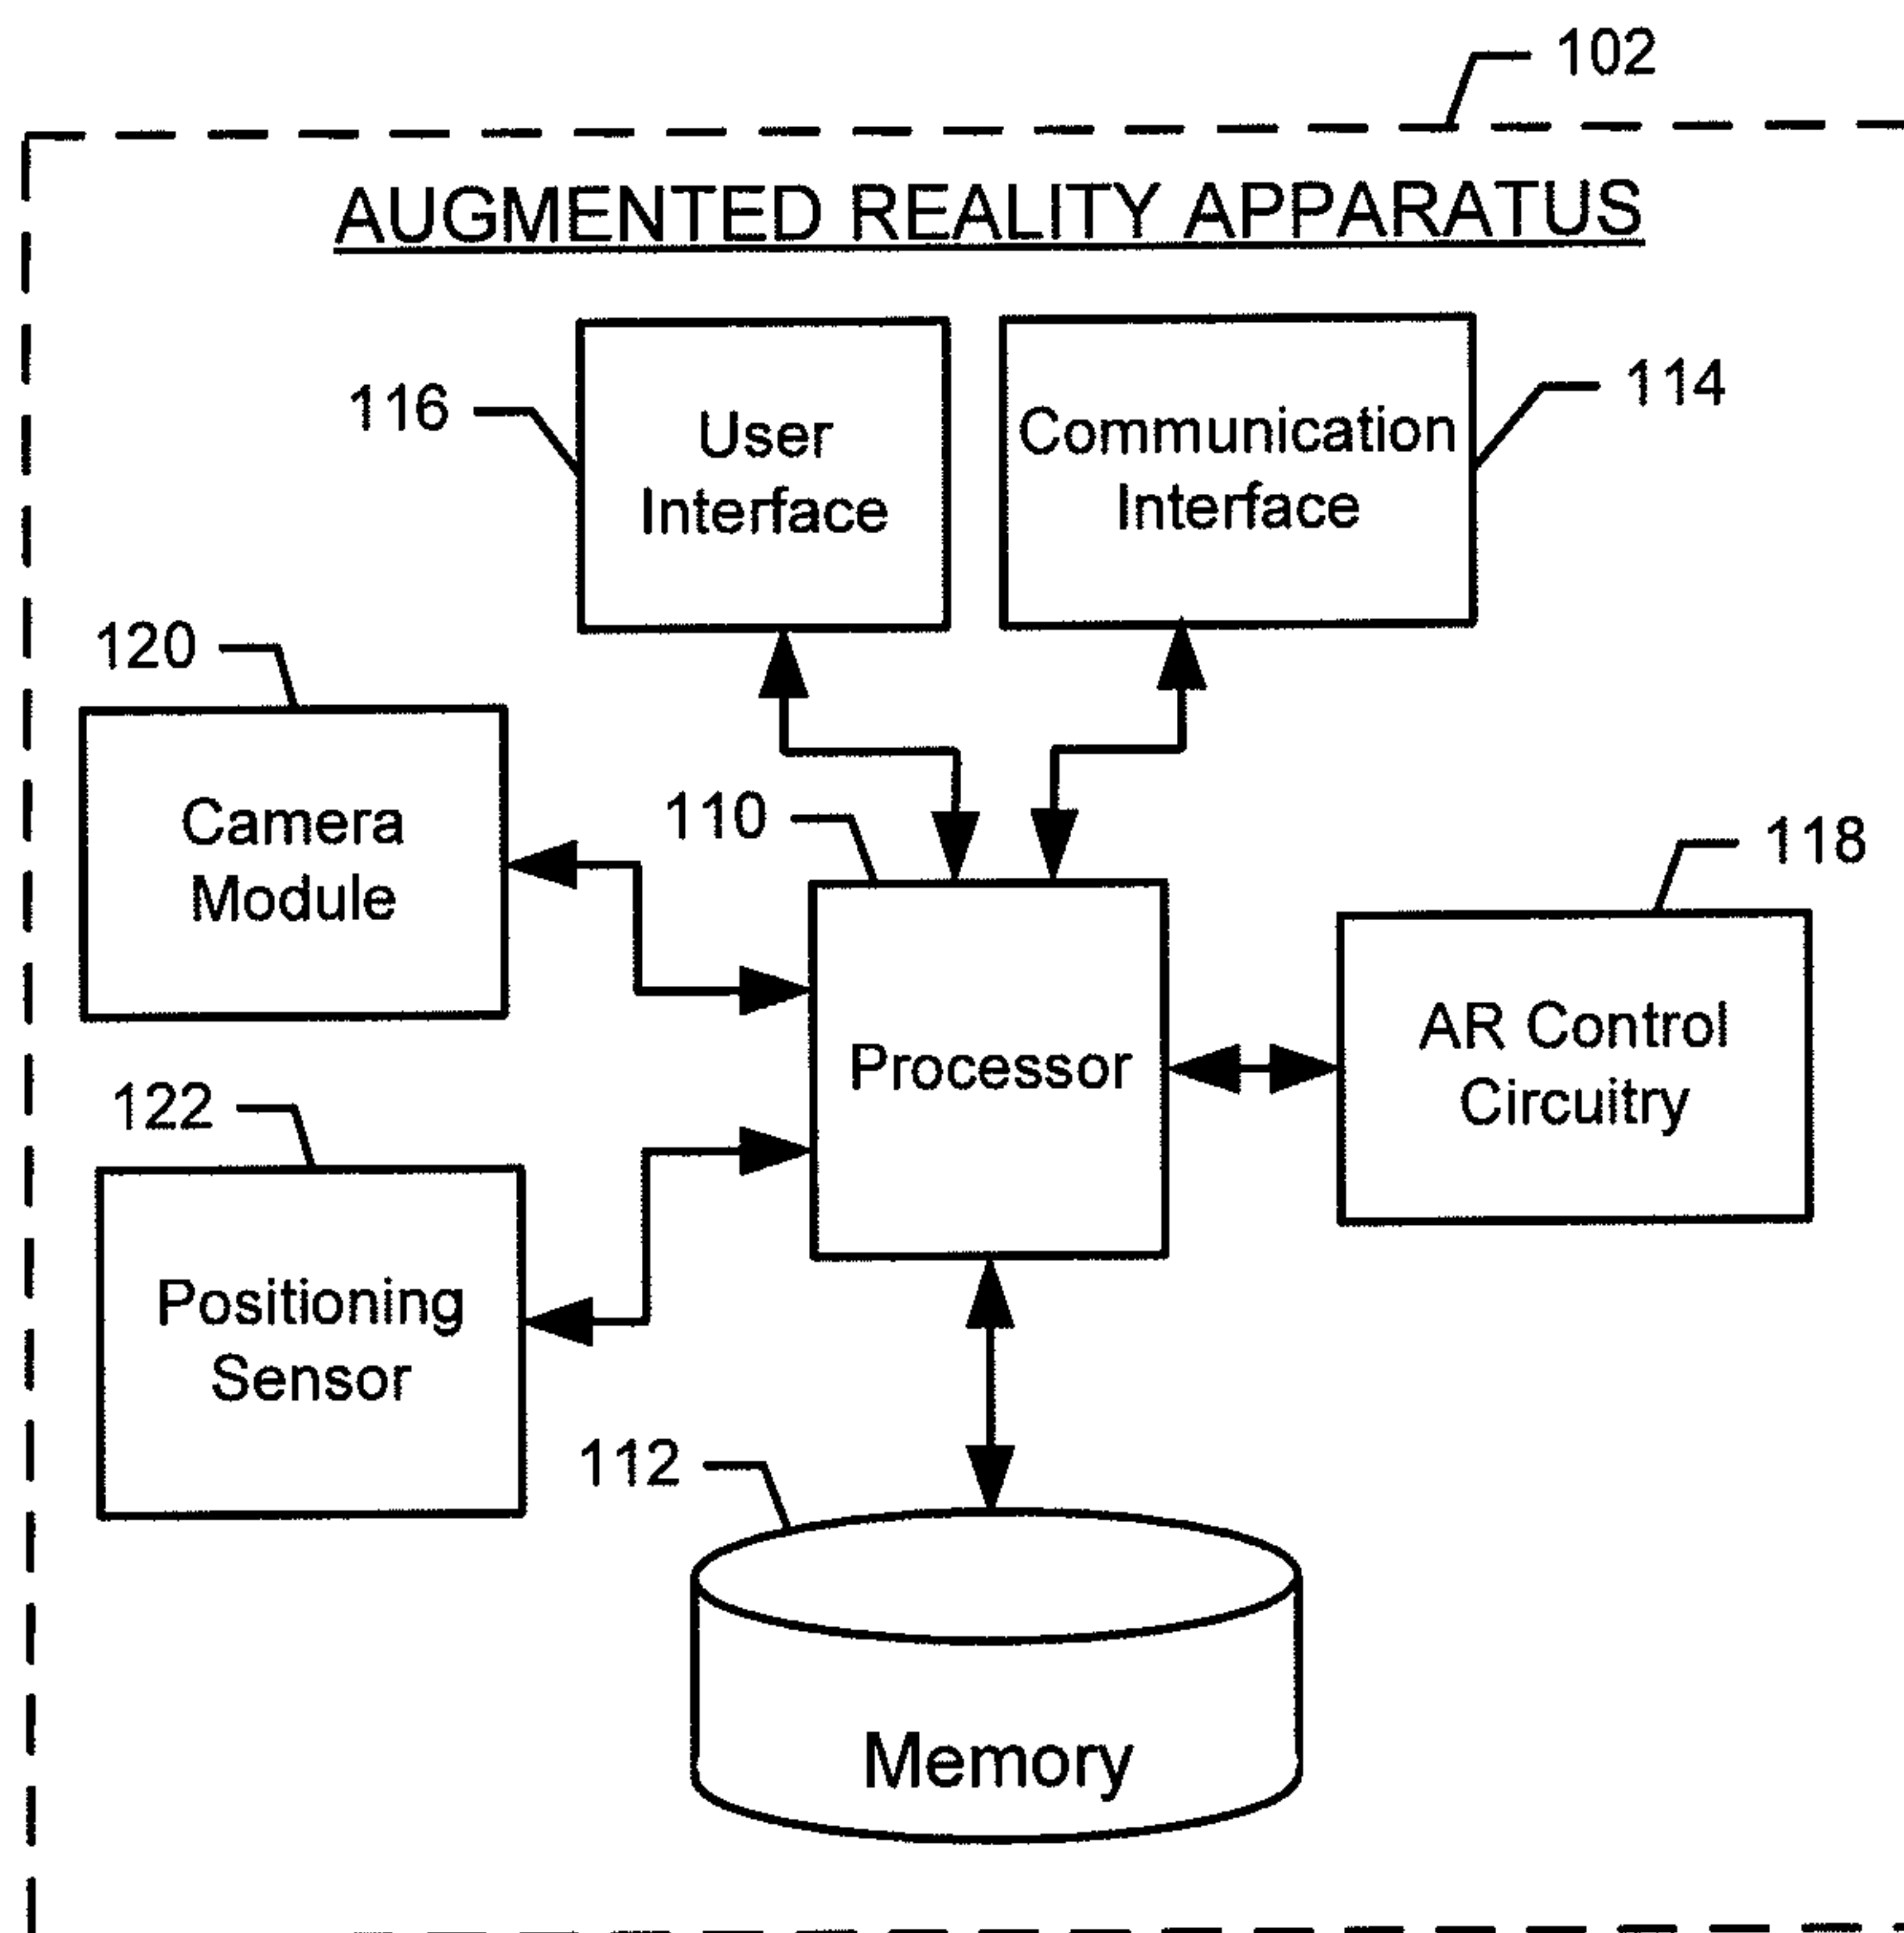 102
AUGMENTED REALITY APPARATUS
116
User
Interface
Communication
Interface
114
120
Camera
Module
110
Processor
118
AR Control
Circuitry
122
Positioning
Sensor
112
Memory